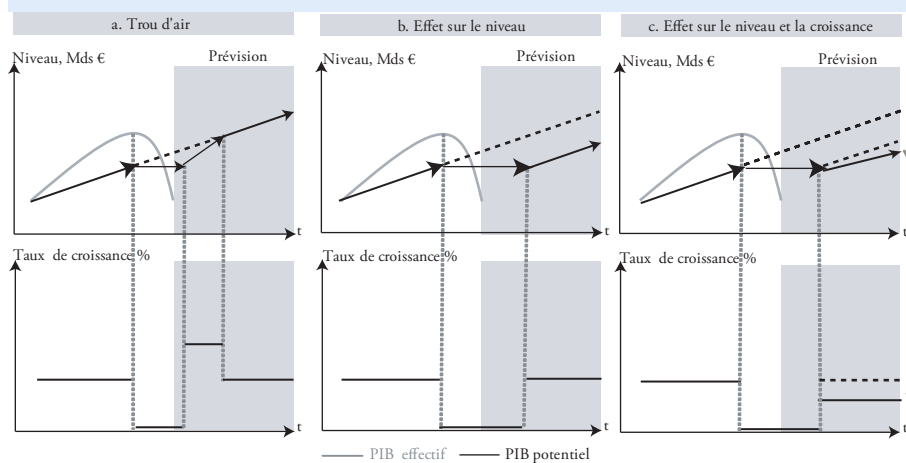 a. Trou d'air
b. Effet sur le niveau
c. Effet sur le niveau et la croissance
Niveau, Mds €
Prévision
Niveau, Mds €
Prévision
Niveau, Mds €
Prévision
t
t
t
Taux de croissance %
Taux de croissance %
Taux de croissance %
t
t
t
PIB effectif
PIB potentiel